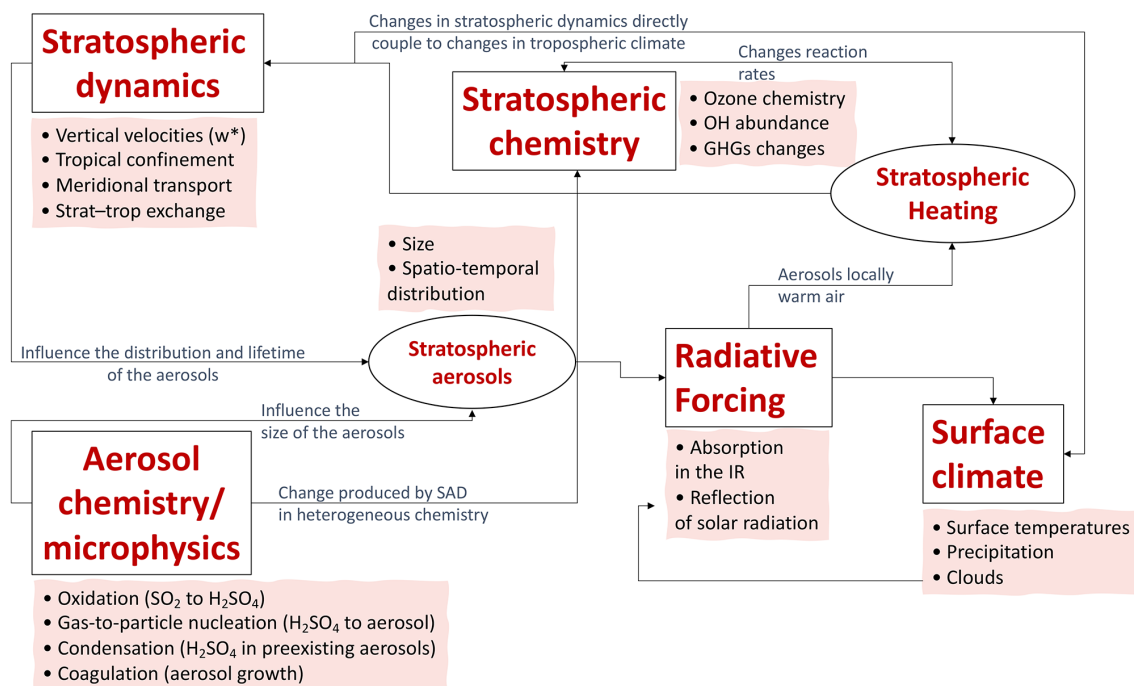 Changes in stratospheric dynamics directly
couple to changes in tropospheric climate
Stratospheric
dynamics
• Vertical velocities (w*)
• Tropical confinement
• Meridional transport
• Strat–trop exchange
Changes reaction
rates
Stratospheric
chemistry
• Ozone chemistry
• OH abundance
• GHGs changes
Stratospheric
Heating
• Size
• Spatio-temporal
distribution
Aerosols locally
warm air
Influence the distribution and lifetime
of the aerosols
Stratospheric
aerosols
Radiative
Forcing
• Absorption
in the IR
• Reflection
of solar radiation
Influence the
size of the aerosols
Aerosol
chemistry/
microphysics
Change produced by SAD
in heterogeneous chemistry
Surface
climate
• Surface temperatures
• Precipitation
• Clouds
• Oxidation (SO₂ to H₂SO₄)
• Gas-to-particle nucleation (H₂SO₄ to aerosol)
• Condensation (H₂SO₄ in preexisting aerosols)
• Coagulation (aerosol growth)